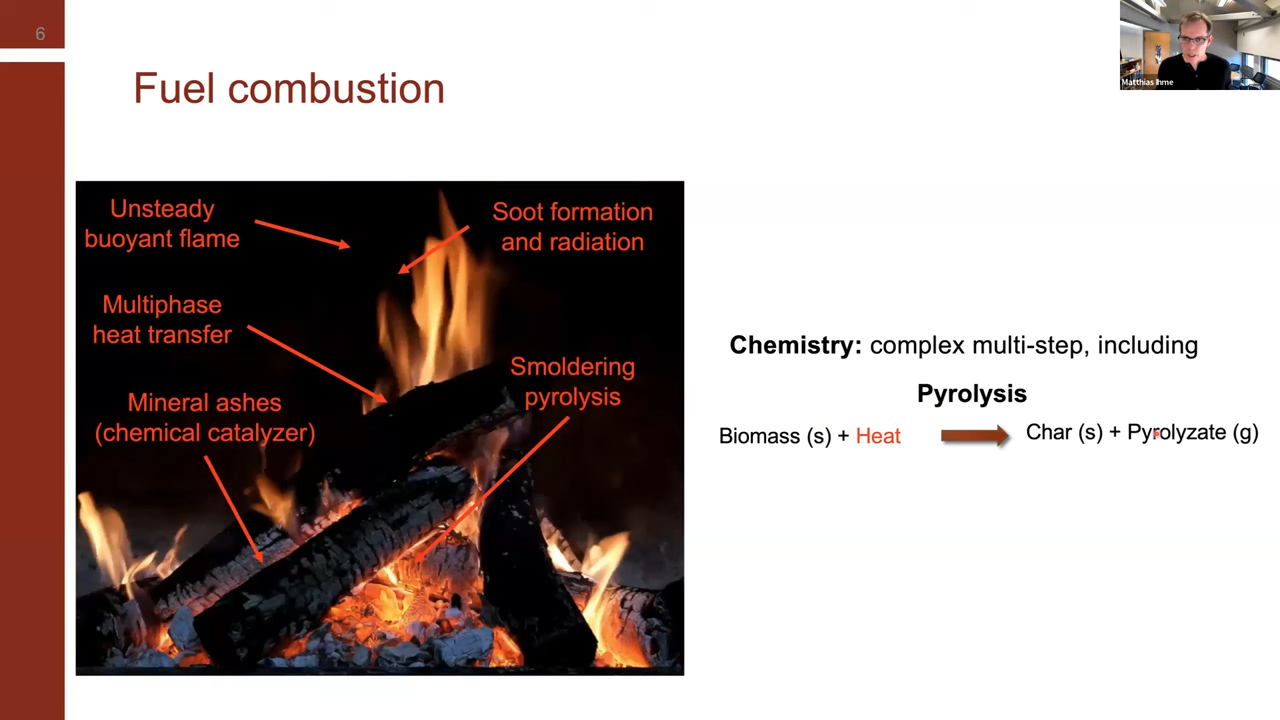 6
Matthias Ihme
Fuel combustion
Unsteady
buoyant flame
Soot formation
and radiation
Multiphase
heat transfer
Smoldering
pyrolysis
Mineral ashes
(chemical catalyzer)
Chemistry: complex multi-step, including
Pyrolysis
Biomass (s) + Heat
Char (s) + Pyrolyzate (g)